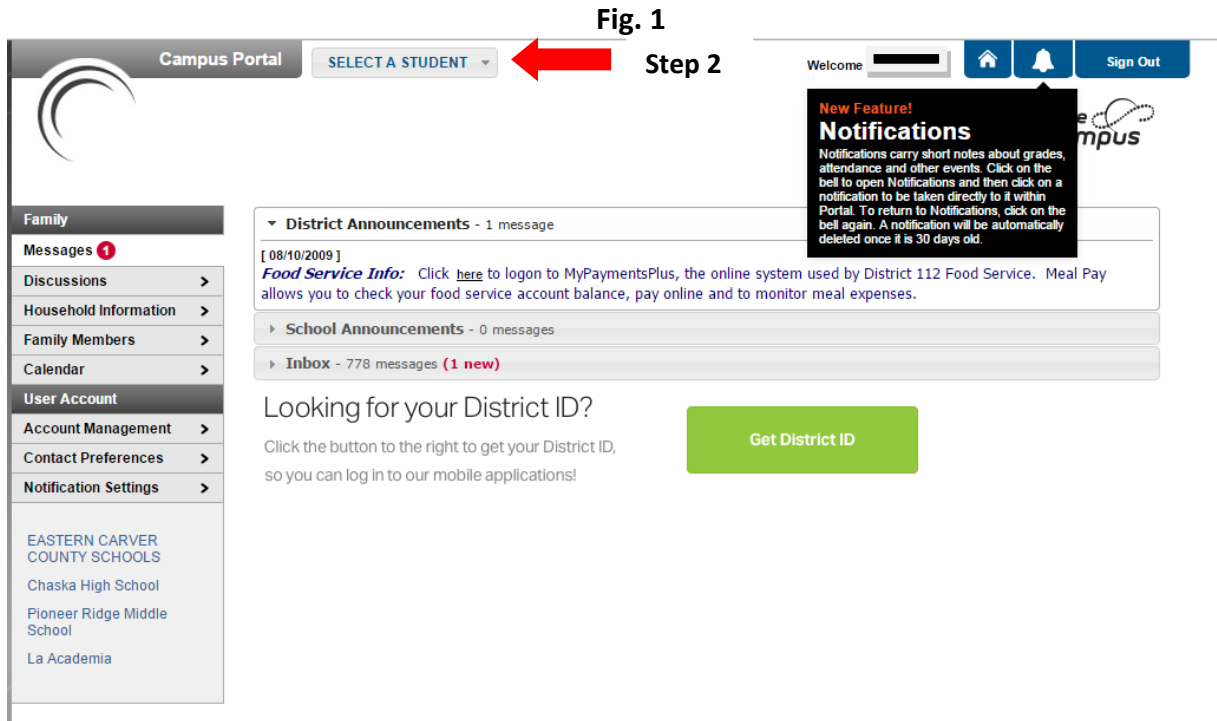 Fig. 1
Campus Portal
SELECT A STUDENT
Step 2
Welcome
Sign Out
New Feature!
Notifications
Notifications carry short notes about grades,
attendance and other events. Click on the
bell to open Notifications and then click on a
notification to be taken directly to it within
Portal. To return to Notifications, click on the
bell again. A notification will be automatically
deleted once it is 30 days old.
Family
Messages 1
Discussions
Household Information
Family Members
Calendar
User Account
Account Management
Contact Preferences
Notification Settings
EASTERN CARVER
COUNTY SCHOOLS
Chaska High School
Pioneer Ridge Middle
School
La Academia
District Announcements - 1 message
[ 08/10/2009 ]
Food Service Info: Click here to logon to MyPaymentsPlus, the online system used by District 112 Food Service. Meal Pay
allows you to check your food service account balance, pay online and to monitor meal expenses.
School Announcements - 0 messages
Inbox - 778 messages (1 new)
Looking for your District ID?
Click the button to the right to get your District ID,
so you can log in to our mobile applications!
Get District ID